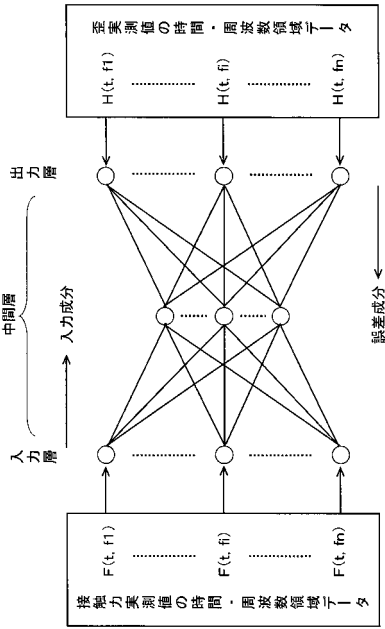 接触力実測値の時間・周波数領域データ
F(t, f1)
F(t, fi)
F(t, fn)
入力層
中間層
出力層
入力成分
誤差成分
H(t, f1)
H(t, fi)
H(t, fn)
歪実測値の時間・周波数領域データ